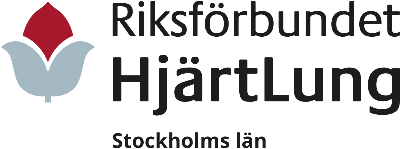 Riksförbundet
HjärtLung
Stockholms län